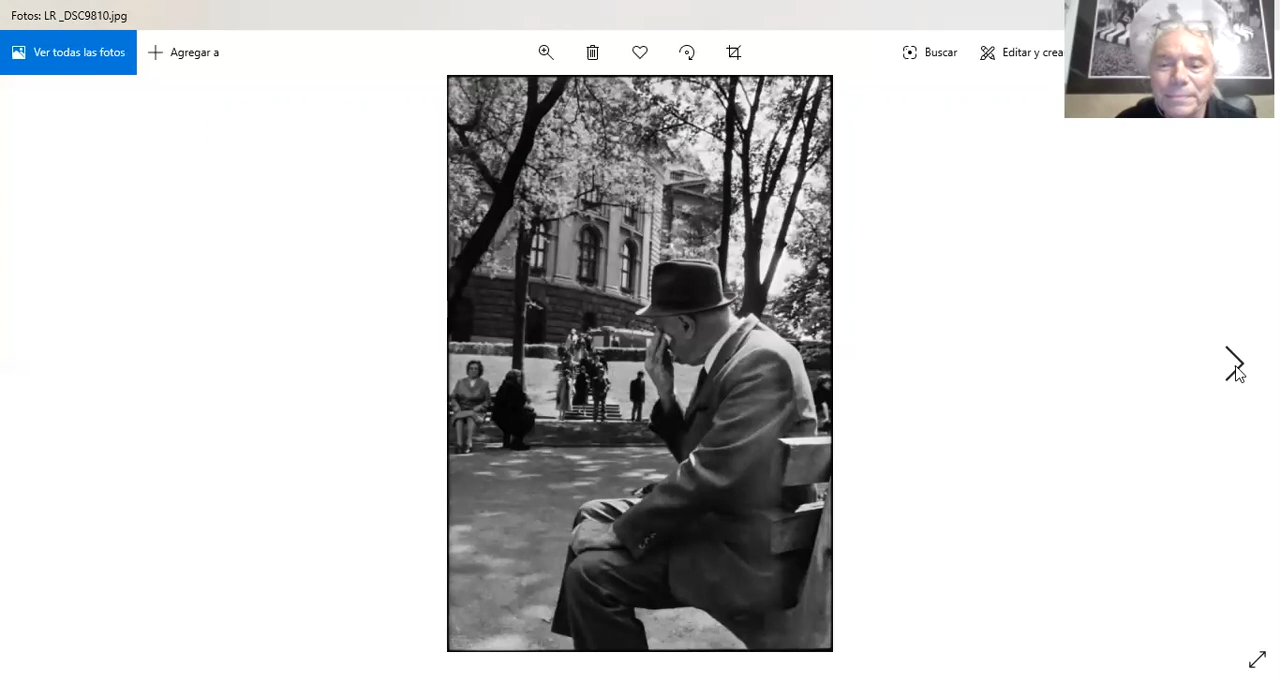 Fotos: LR _DSC9810.jpg
Ver todas las fotos
Agregar a
Buscar
Editar y crea